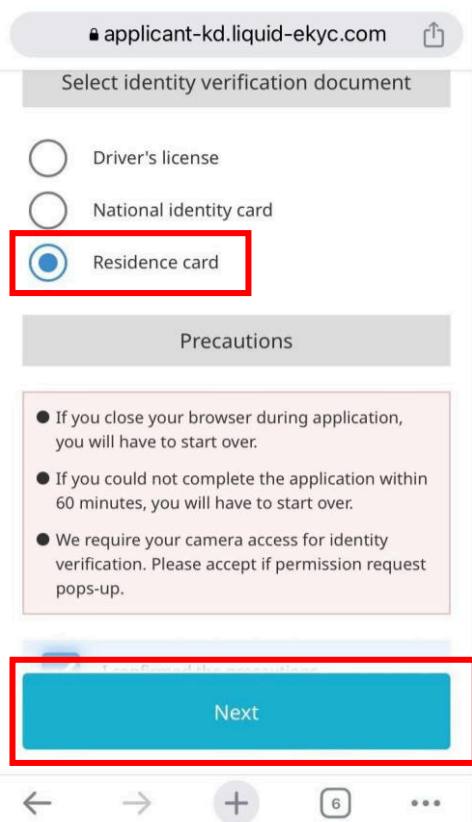 applicant-kd.liquid-ekyc.com
Select identity verification document
Driver's license
National identity card
Residence card
Precautions
● If you close your browser during application,
you will have to start over.
● If you could not complete the application within
60 minutes, you will have to start over.
● We require your camera access for identity
verification. Please accept if permission request
pops-up.
I confirmed the precautions
Next
6